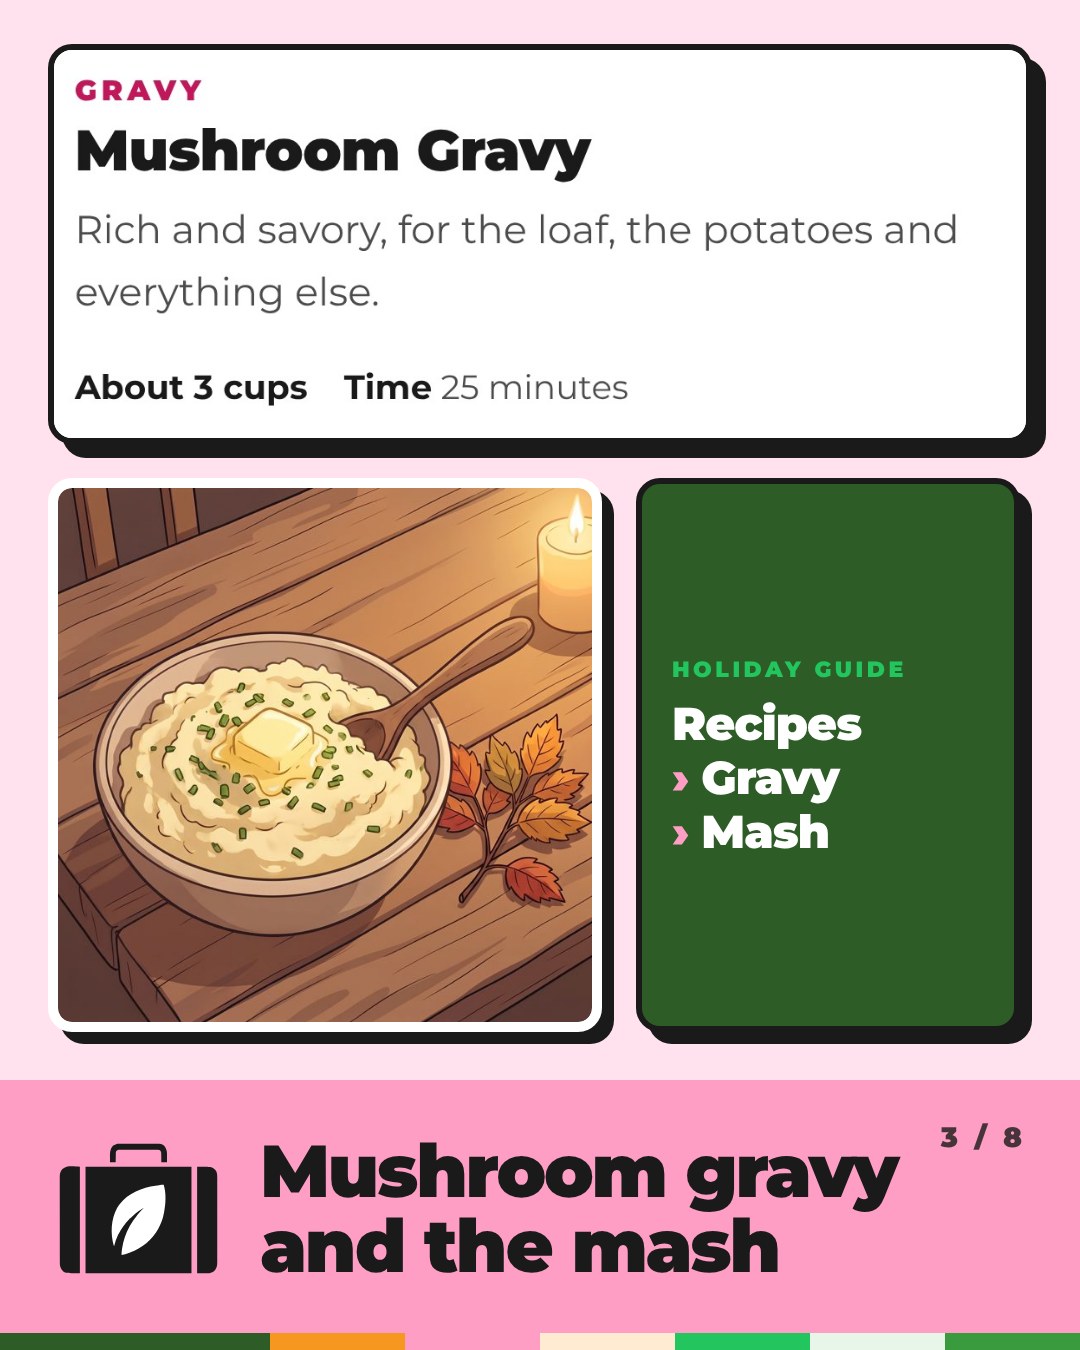 GRAVY
Mushroom Gravy
Rich and savory, for the loaf, the potatoes and
everything else.
About 3 cups Time 25 minutes
HOLIDAY GUIDE
Recipes
› Gravy
› Mash
3 / 8
Mushroom gravy
and the mash